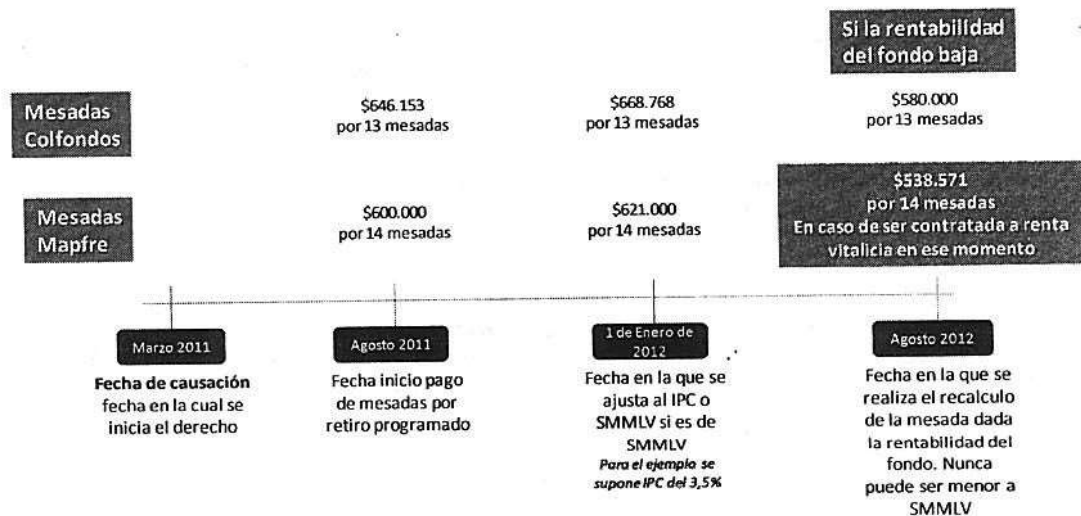 Si la rentabilidad
del fondo baja
Mesadas
Colfondos
$646.153
por 13 mesadas
$668.768
por 13 mesadas
$580.000
por 13 mesadas
Mesadas
Mapfre
$600.000
por 14 mesadas
$621.000
por 14 mesadas
$538.571
por 14 mesadas
En caso de ser contratada a renta
vitalicia en ese momento
Marzo 2011
Fecha de causación
fecha en la cual se
inicia el derecho
Agosto 2011
Fecha inicio pago
de mesadas por
retiro programado
1 de Enero de
2012
Fecha en la que se
ajusta al IPC o
SMMLV si es de
SMMLV
Para el ejemplo se
supone IPC del 3,5%
Agosto 2012
Fecha en la que se
realiza el recalculo
de la mesada dada
la rentabilidad del
fondo. Nunca
puede ser menor a
SMMLV